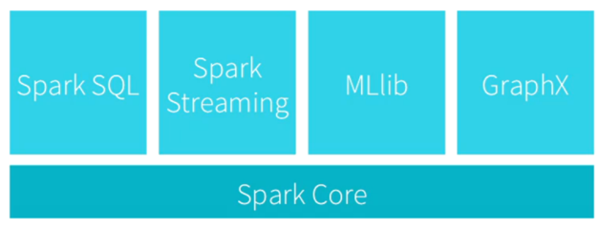 Spark SQL
Spark
Streaming
MLlib
GraphX
Spark Core